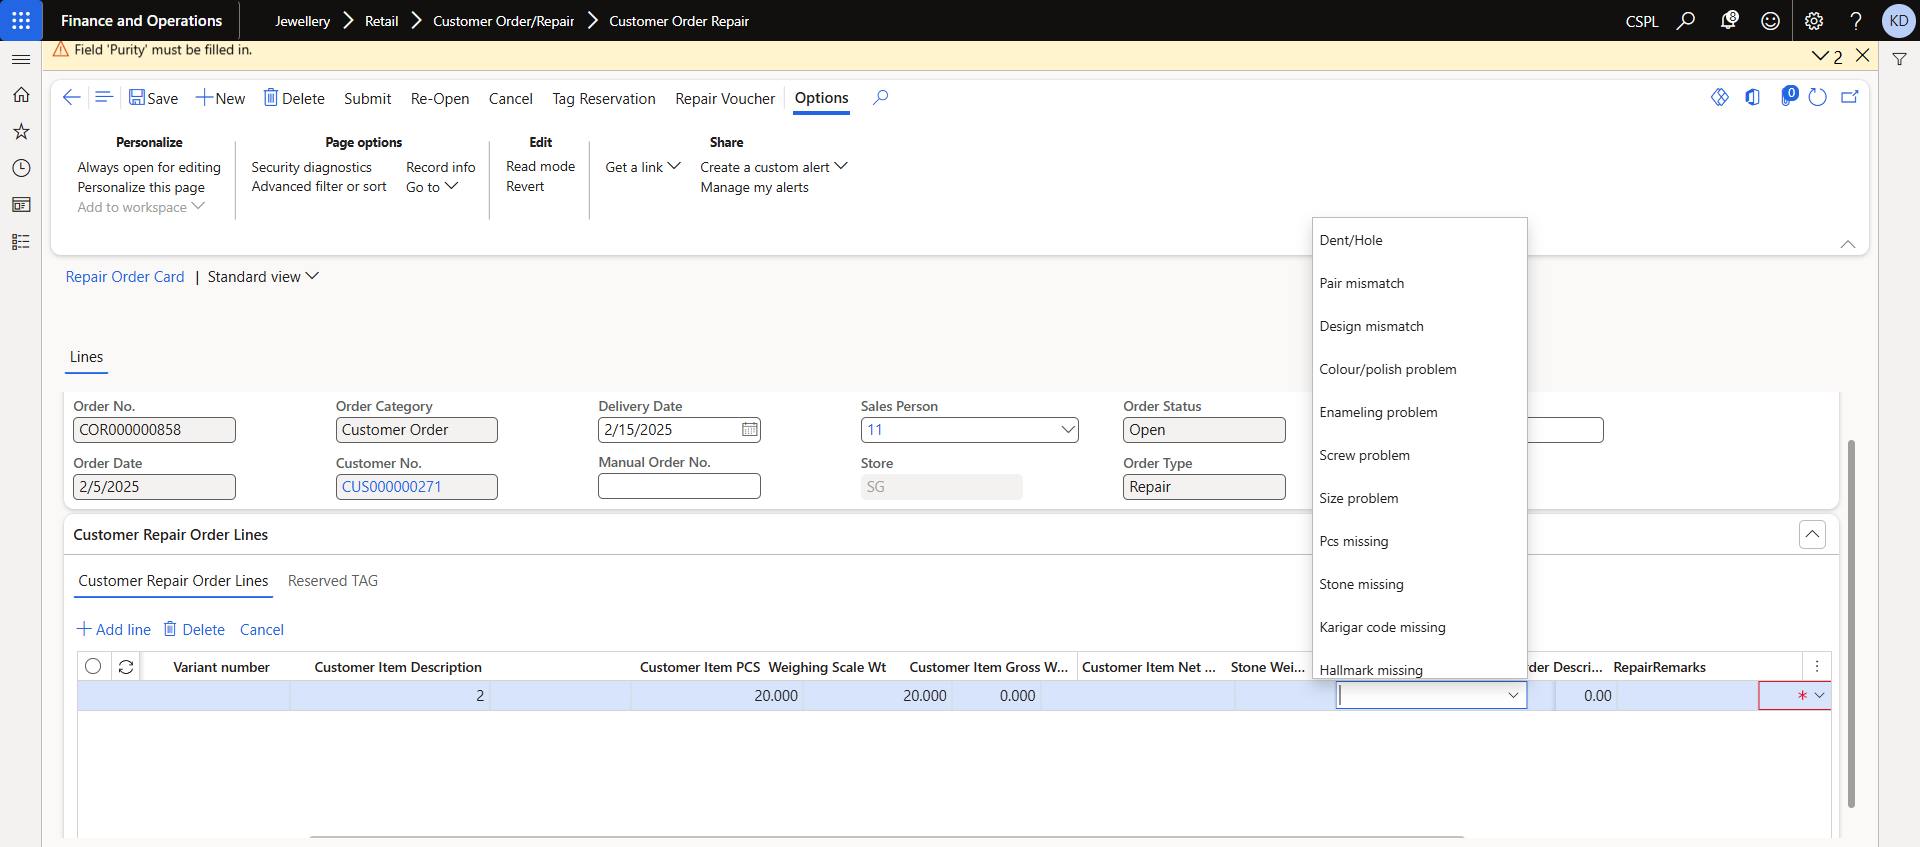 Finance and Operations
Jewellery
Retail
Customer Order/Repair
Customer Order Repair
CSPL
8
KD
Field 'Purity' must be filled in.
2
Save
New
Delete
Submit
Re-Open
Cancel
Tag Reservation
Repair Voucher
Options
0
Personalize
Always open for editing
Personalize this page
Add to workspace
Page options
Security diagnostics
Record info
Advanced filter or sort
Go to
Edit
Read mode
Revert
Share
Get a link
Create a custom alert
Manage my alerts
Repair Order Card | Standard view
Lines
Order No.
Order Category
Delivery Date
Sales Person
Order Status
COR000000858
Customer Order
2/15/2025
11
Open
Order Date
Customer No.
Manual Order No.
Store
Order Type
2/5/2025
CUS000000271
SG
Repair
Dent/Hole
Pair mismatch
Design mismatch
Colour/polish problem
Enameling problem
Screw problem
Size problem
Pcs missing
Stone missing
Karigar code missing
Hallmark missing
Customer Repair Order Lines
Customer Repair Order Lines
Reserved TAG
Add line
Delete
Cancel
Variant number
Customer Item Description
Customer Item PCS
Weighing Scale Wt
Customer Item Gross W...
Customer Item Net ...
Stone Wei...
der Descri...
RepairRemarks
2
20.000
20.000
0.000
0.00
*